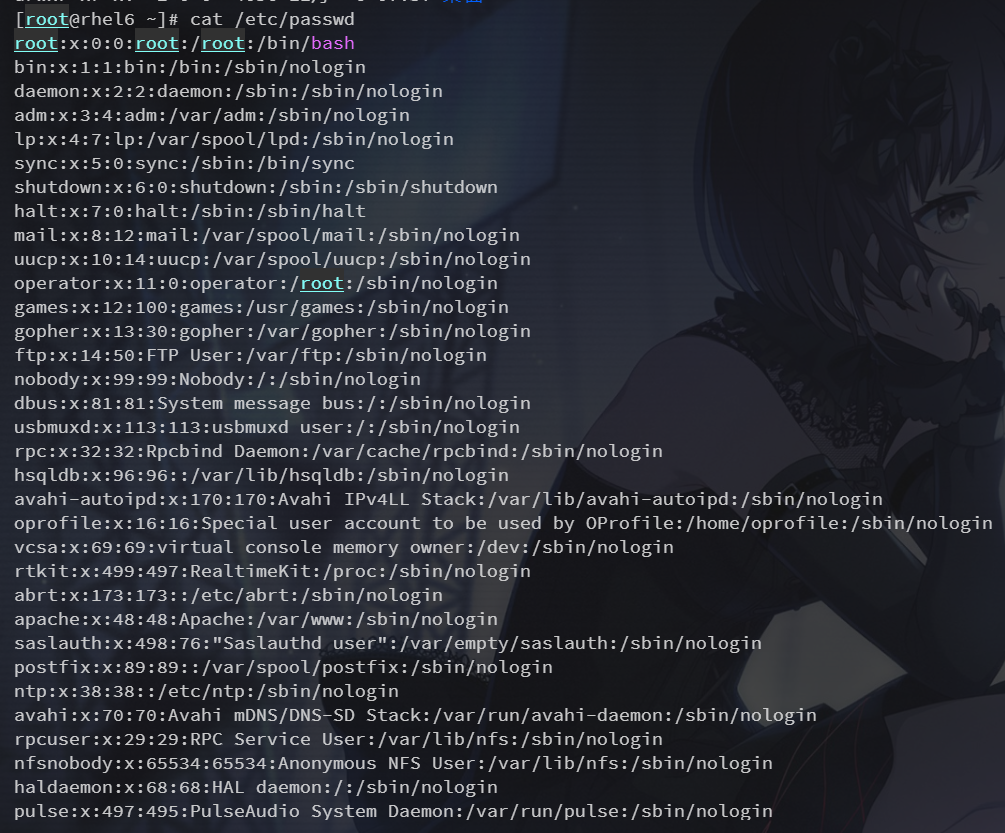 [root@rhel6 ~]# cat /etc/passwd
root:x:0:0:root:/root:/bin/bash
bin:x:1:1:bin:/bin:/sbin/nologin
daemon:x:2:2:daemon:/sbin:/sbin/nologin
adm:x:3:4:adm:/var/adm:/sbin/nologin
lp:x:4:7:lp:/var/spool/lpd:/sbin/nologin
sync:x:5:0:sync:/sbin:/bin/sync
shutdown:x:6:0:shutdown:/sbin:/sbin/shutdown
halt:x:7:0:halt:/sbin:/sbin/halt
mail:x:8:12:mail:/var/spool/mail:/sbin/nologin
uucp:x:10:14:uucp:/var/spool/uucp:/sbin/nologin
operator:x:11:0:operator:/root:/sbin/nologin
games:x:12:100:games:/usr/games:/sbin/nologin
gopher:x:13:30:gopher:/var/gopher:/sbin/nologin
ftp:x:14:50:FTP User:/var/ftp:/sbin/nologin
nobody:x:99:99:Nobody:/:/sbin/nologin
dbus:x:81:81:System message bus:/:/sbin/nologin
usbmuxd:x:113:113:usbmuxd user:/:/sbin/nologin
rpc:x:32:32:Rpcbind Daemon:/var/cache/rpcbind:/sbin/nologin
hsqldb:x:96:96::/var/lib/hsqldb:/sbin/nologin
avahi-autoipd:x:170:170:Avahi IPv4LL Stack:/var/lib/avahi-autoipd:/sbin/nologin
oprofile:x:16:16:Special user account to be used by OProfile:/home/oprofile:/sbin/nologin
vcsa:x:69:69:virtual console memory owner:/dev:/sbin/nologin
rtkit:x:499:497:RealtimeKit:/proc:/sbin/nologin
abrt:x:173:173::/etc/abrt:/sbin/nologin
apache:x:48:48:Apache:/var/www:/sbin/nologin
saslauth:x:498:76:"Saslauthd user":/var/empty/saslauth:/sbin/nologin
postfix:x:89:89::/var/spool/postfix:/sbin/nologin
ntp:x:38:38::/etc/ntp:/sbin/nologin
avahi:x:70:70:Avahi mDNS/DNS-SD Stack:/var/run/avahi-daemon:/sbin/nologin
rpcuser:x:29:29:RPC Service User:/var/lib/nfs:/sbin/nologin
nfsnobody:x:65534:65534:Anonymous NFS User:/var/lib/nfs:/sbin/nologin
haldaemon:x:68:68:HAL daemon:/:/sbin/nologin
pulse:x:497:495:PulseAudio System Daemon:/var/run/pulse:/sbin/nologin